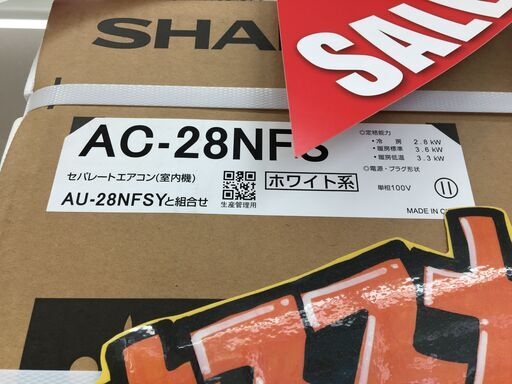 SHA
SALE
AC-28NFS
セパレートエアコン(室内機)
AU-28NFSYと組合せ
生産管理用
ホワイト系
◎定格能力
・冷 房 2.8 kW
・暖房標準 3.6 kW
・暖房低温 3.3 kW
◎電源・プラグ形状
単相100V
MADE IN C